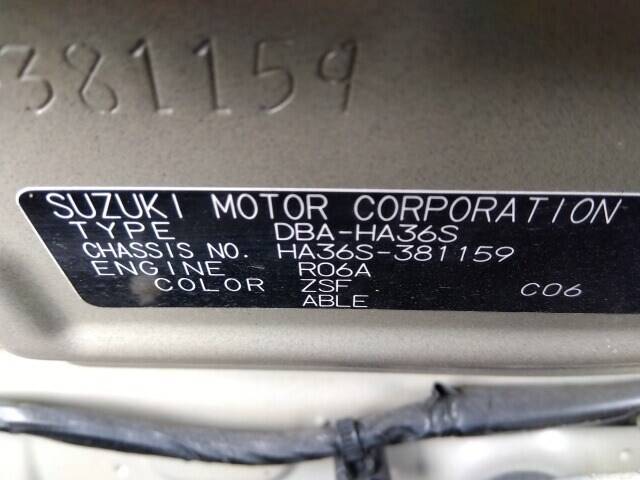 381159
SUZUKI MOTOR CORPORATION
TYPE DBA-HA36S
CHASSIS NO. HA36S-381159
ENGINE R06A
COLOR ZSF C06
ABLE